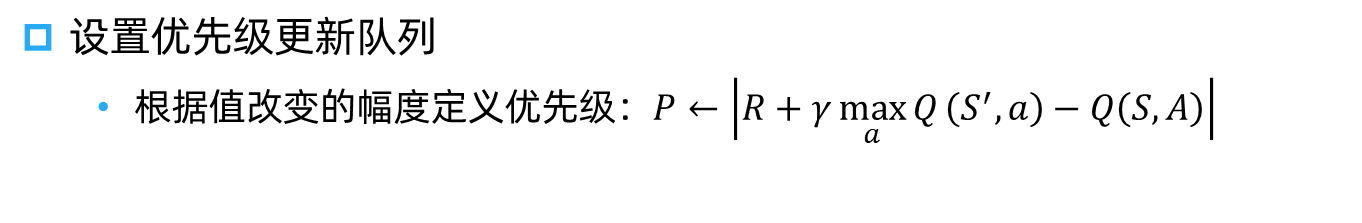 设置优先级更新队列
• 根据值改变的幅度定义优先级：P ← |R + γ max_a Q (S′, a) − Q(S, A)|